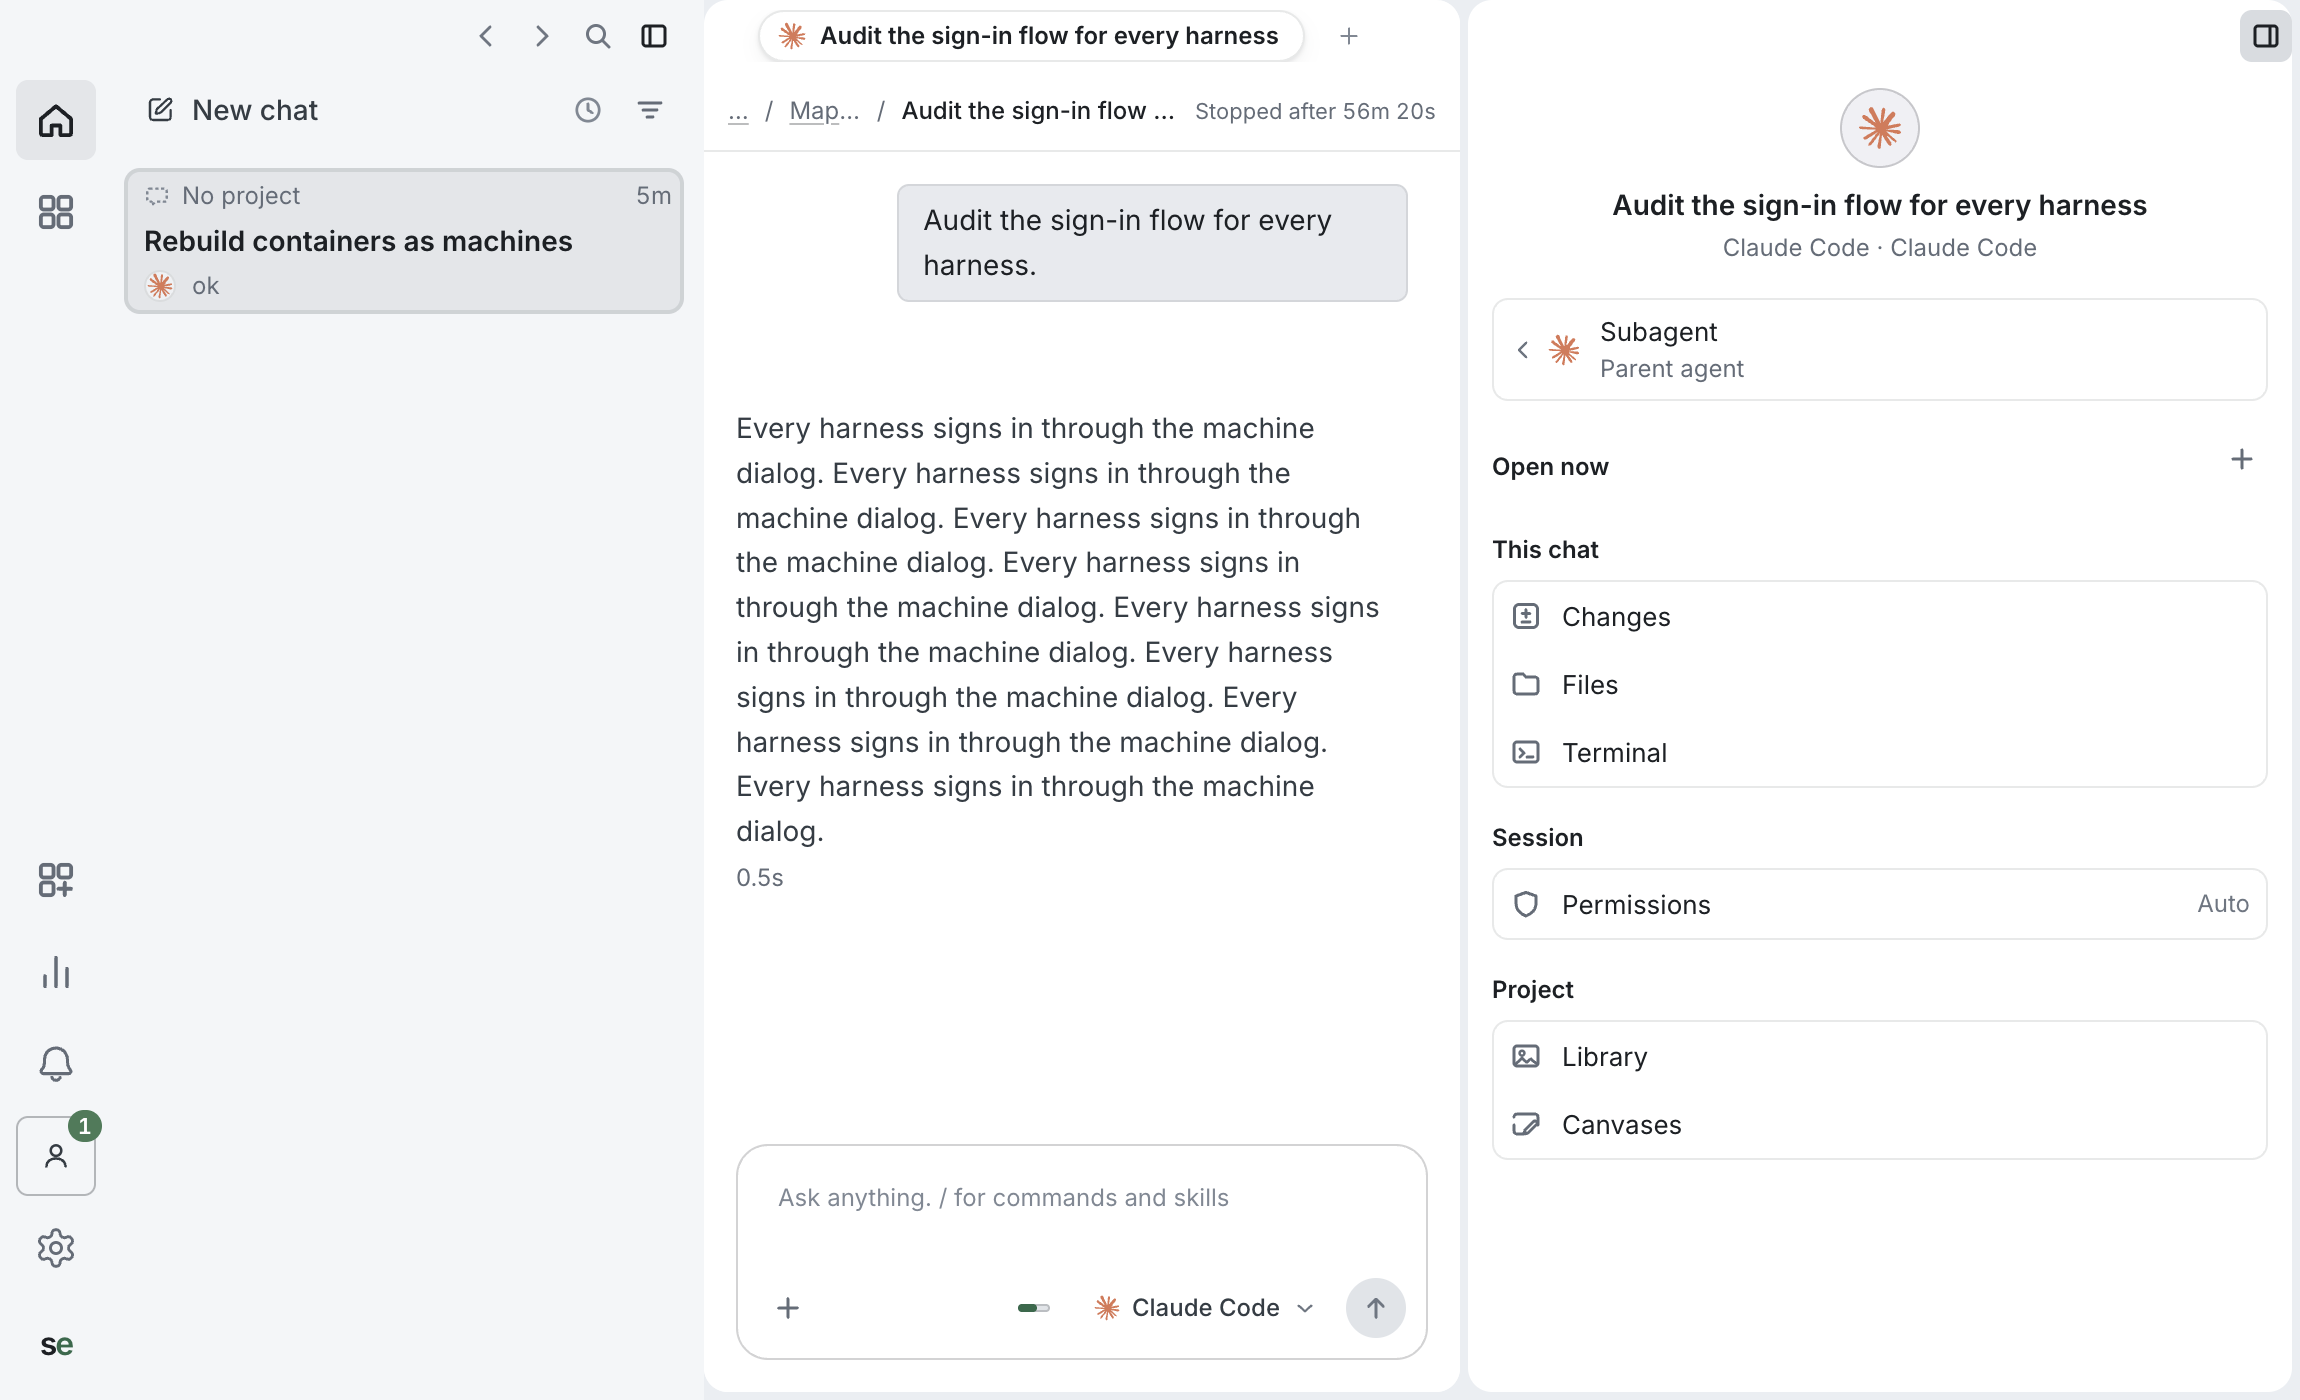 New chat
No project
5m
Rebuild containers as machines
ok
1
se
Audit the sign-in flow for every harness
... / Map... / Audit the sign-in flow ... Stopped after 56m 20s
Audit the sign-in flow for every
harness.
Every harness signs in through the machine
dialog. Every harness signs in through the
machine dialog. Every harness signs in through
the machine dialog. Every harness signs in
through the machine dialog. Every harness signs
in through the machine dialog. Every harness
signs in through the machine dialog. Every
harness signs in through the machine dialog.
Every harness signs in through the machine
dialog.
0.5s
Ask anything. / for commands and skills
Claude Code
Audit the sign-in flow for every harness
Claude Code · Claude Code
Subagent
Parent agent
Open now
This chat
Changes
Files
Terminal
Session
Permissions
Auto
Project
Library
Canvases